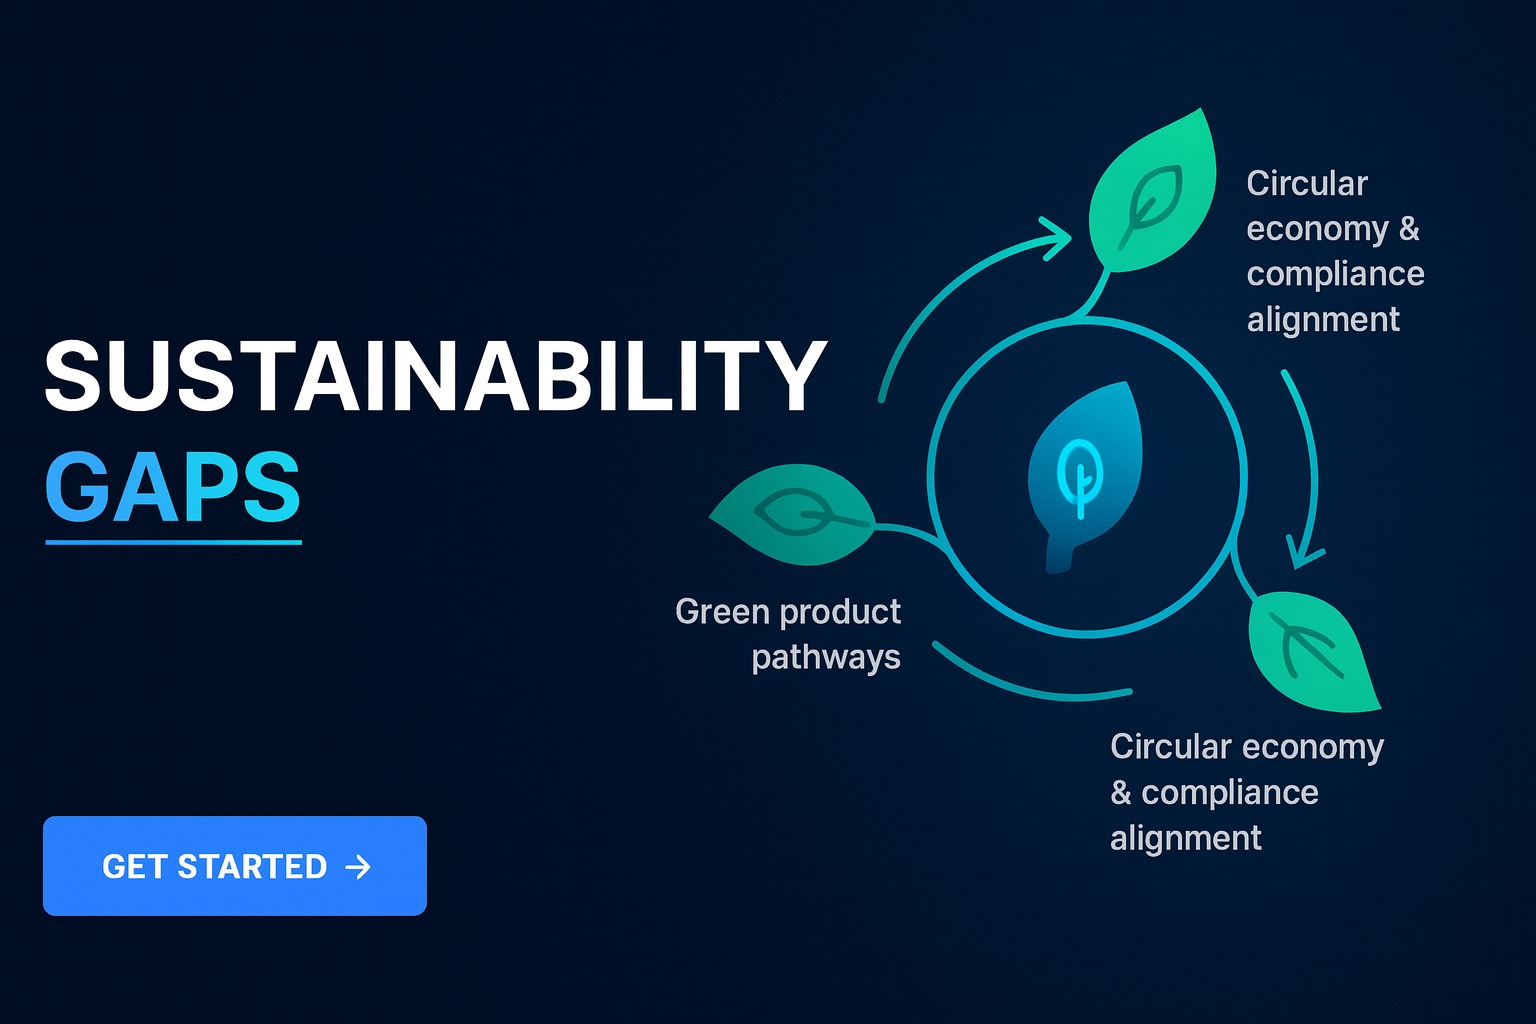 SUSTAINABILITY
GAPS
GET STARTED →
Circular
economy &
compliance
alignment
Green product
pathways
Circular economy
& compliance
alignment